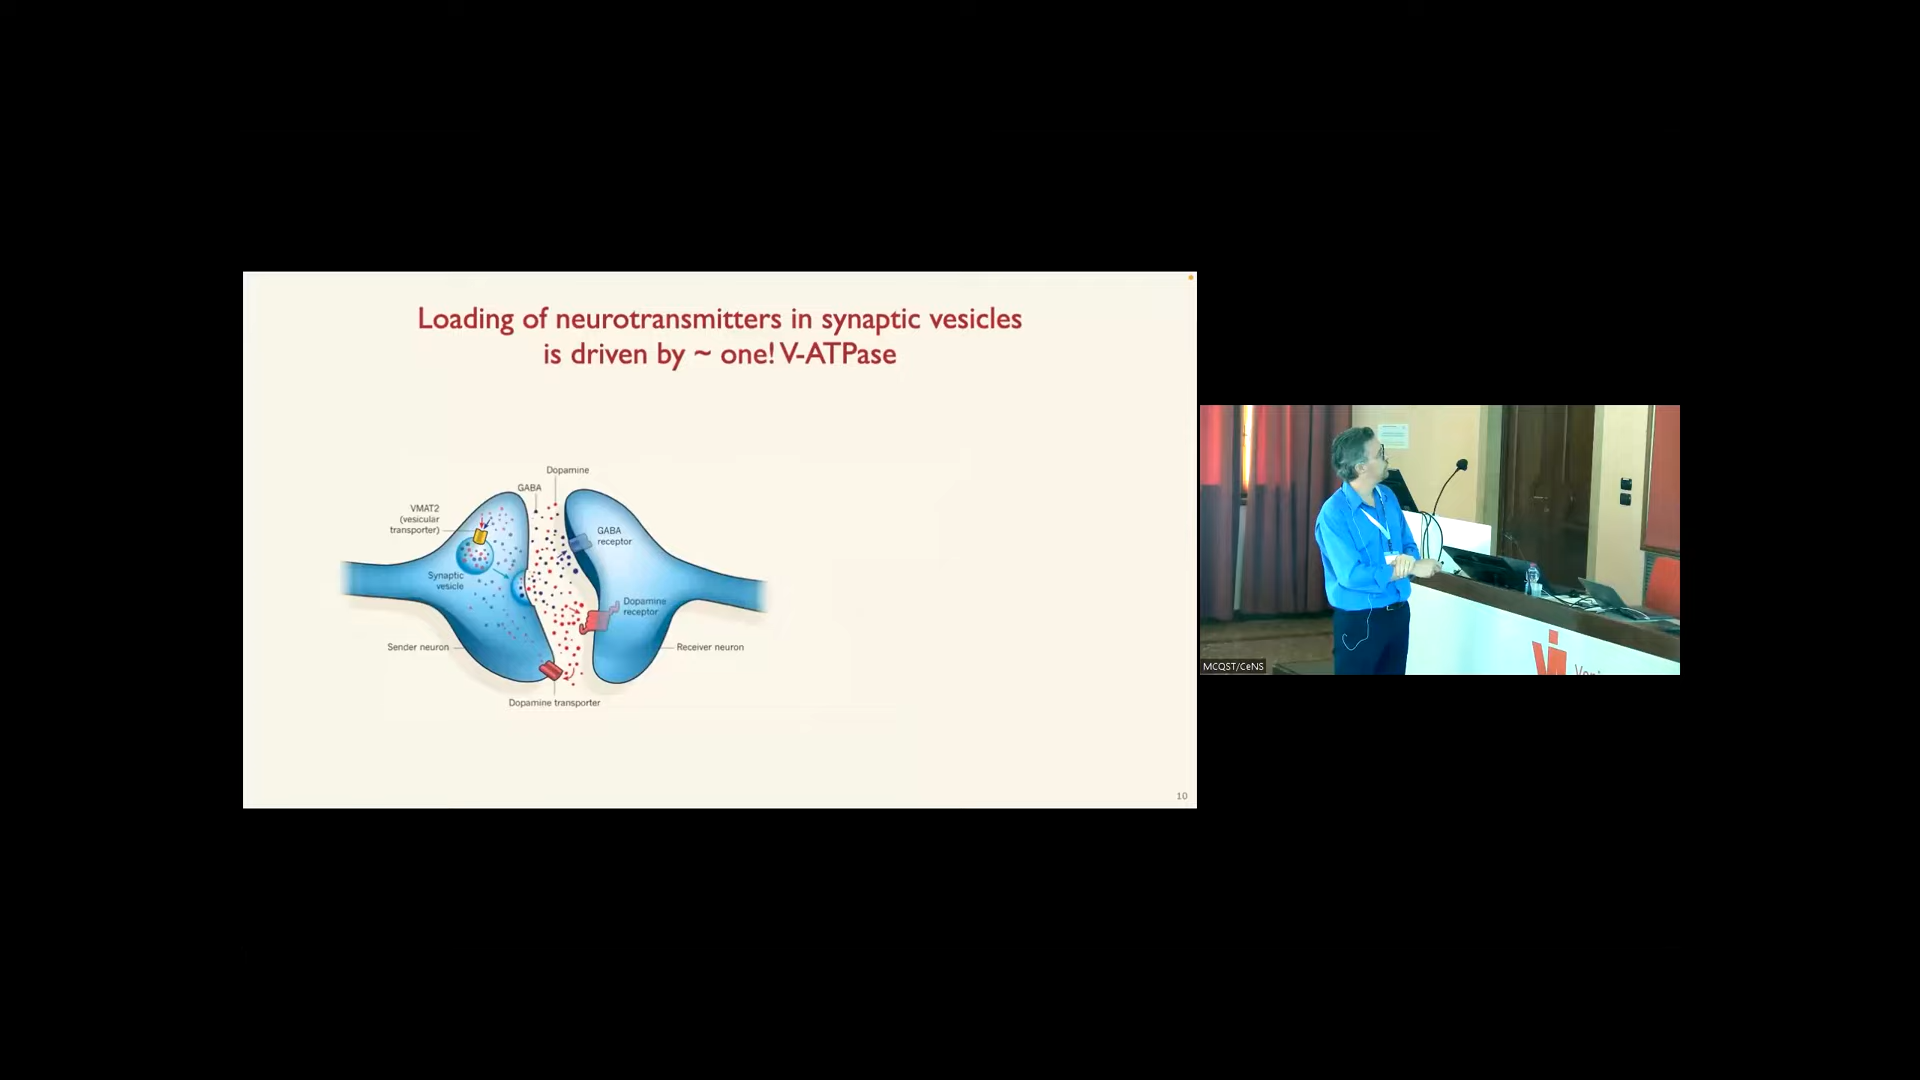 Loading of neurotransmitters in synaptic vesicles
is driven by ~ one! V-ATPase
Dopamine
GABA
VMAT2
(vesicular
transporter)
GABA
receptor
Synaptic
vesicle
Dopamine
receptor
Sender neuron
Receiver neuron
Dopamine transporter
10
MCQST/CeNS